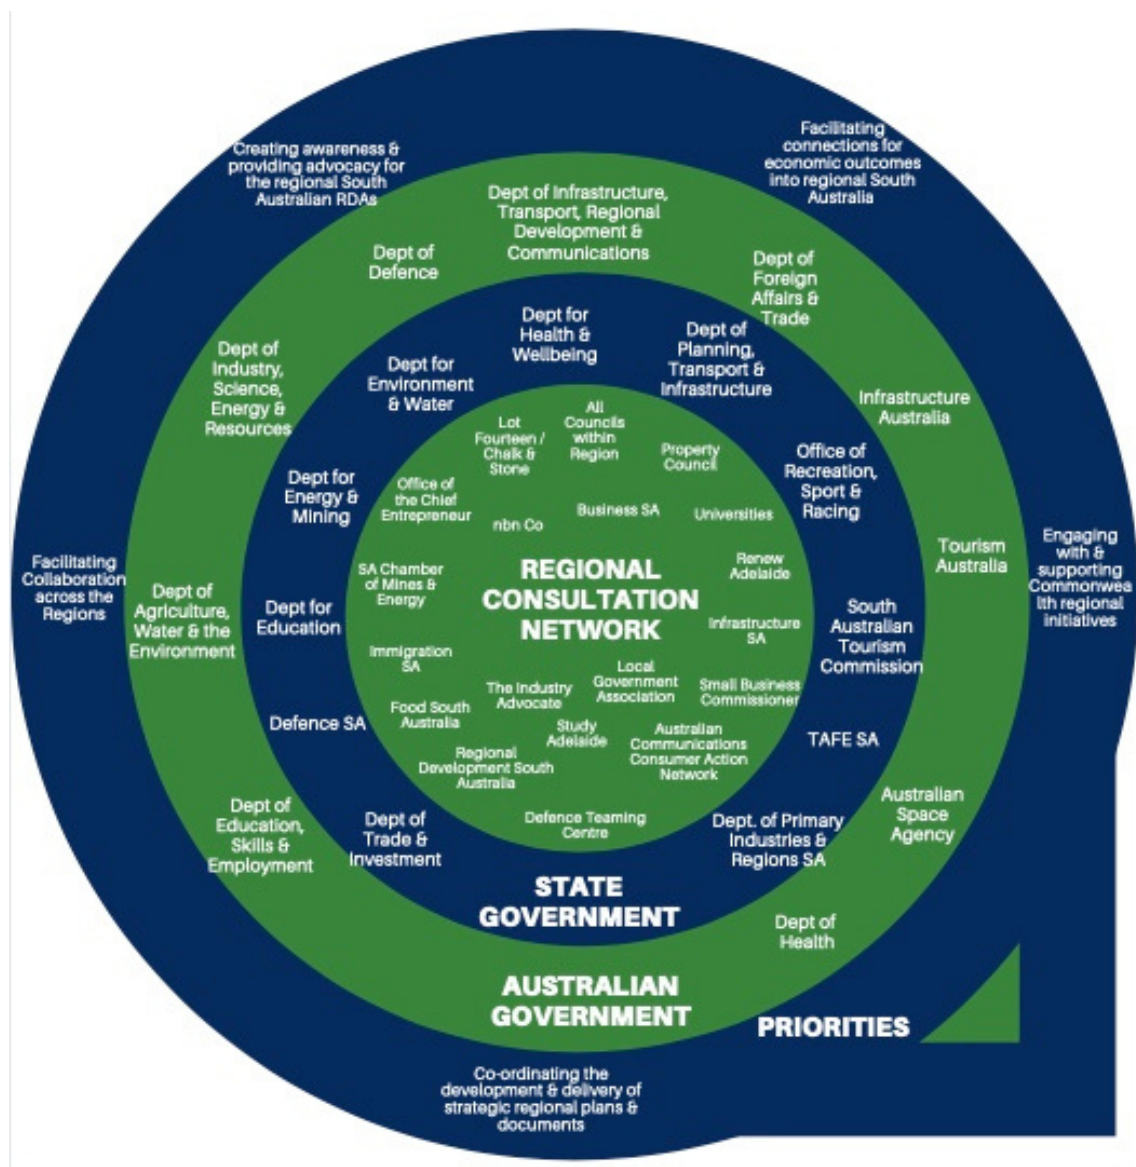 Creating awareness &
providing advocacy for
the regional South
Australian RDAs
Facilitating
connections for
economic outcomes
into regional South
Australia
Engaging
with &
supporting
Commonwea
lth regional
initiatives
Co-ordinating the
development & delivery of
strategic regional plans &
documents
Facilitating
Collaboration
across the
Regions
PRIORITIES
Dept of Infrastructure,
Transport, Regional
Development &
Communications
Dept of
Foreign
Affairs &
Trade
Infrastructure
Australia
Tourism
Australia
Australian
Space
Agency
Dept of
Health
AUSTRALIAN
GOVERNMENT
Dept of
Education,
Skills &
Employment
Dept of
Agriculture,
Water & the
Environment
Dept of
Industry,
Science,
Energy &
Resources
Dept of
Defence
Dept for
Health &
Wellbeing
Dept of
Planning,
Transport &
Infrastructure
Office of
Recreation,
Sport &
Racing
South
Australian
Tourism
Commission
TAFE SA
Dept. of Primary
Industries &
Regions SA
STATE
GOVERNMENT
Dept of
Trade &
Investment
Defence SA
Dept for
Education
Dept for
Energy &
Mining
Dept for
Environment
& Water
Lot
Fourteen /
Chalk &
Stone
All
Councils
within
Region
Property
Council
Office of
the Chief
Entrepreneur
nbn Co
Business SA
Universities
SA Chamber
of Mines &
Energy
REGIONAL
CONSULTATION
NETWORK
Renew
Adelaide
Infrastructure
SA
Immigration
SA
The Industry
Advocate
Local
Government
Association
Small Business
Commissioner
Food South
Australia
Study
Adelaide
Australian
Communications
Consumer Action
Network
Regional
Development South
Australia
Defence Teaming
Centre